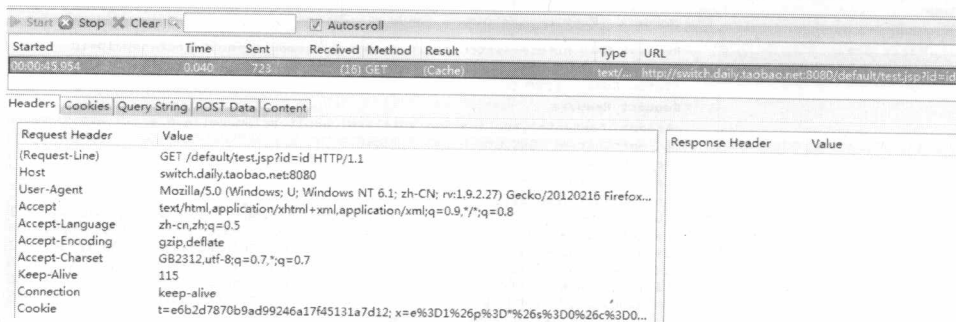 Start Stop Clear Autoscroll
Started Time Sent Received Method Result Type URL
00:00:45.954 0.040 723 (16) GET (Cache) text/... http://switch.daily.taobao.net:8080/default/test.jsp?id=id
Headers Cookies Query String POST Data Content
Request Header Value Response Header Value
(Request-Line) GET /default/test.jsp?id=id HTTP/1.1
Host switch.daily.taobao.net:8080
User-Agent Mozilla/5.0 (Windows; U; Windows NT 6.1; zh-CN; rv:1.9.2.27) Gecko/20120216 Firefox...
Accept text/html,application/xhtml+xml,application/xml;q=0.9,*/*;q=0.8
Accept-Language zh-cn,zh;q=0.5
Accept-Encoding gzip,deflate
Accept-Charset GB2312,utf-8;q=0.7,*;q=0.7
Keep-Alive 115
Connection keep-alive
Cookie t=e6b2d7870b9ad99246a17f45131a7d12; x=e%3D1%26p%3D*%26s%3D0%26c%3D0...